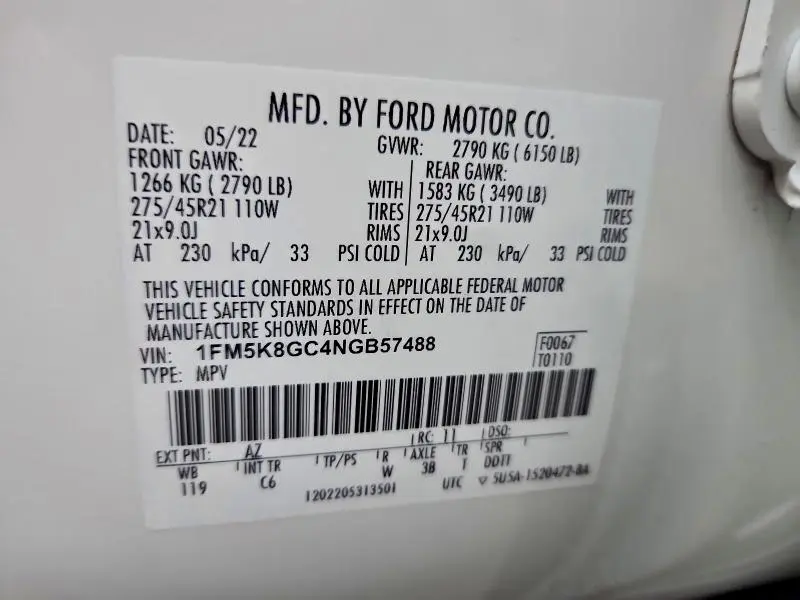 MFD. BY FORD MOTOR CO.
DATE: 05/22 GVWR: 2790 KG ( 6150 LB)
FRONT GAWR: REAR GAWR:
1266 KG ( 2790 LB) WITH 1583 KG ( 3490 LB) WITH
275/45R21 110W TIRES 275/45R21 110W TIRES
21x9.0J RIMS 21x9.0J RIMS
AT 230 kPa/ 33 PSI COLD AT 230 kPa/ 33 PSI COLD
THIS VEHICLE CONFORMS TO ALL APPLICABLE FEDERAL MOTOR
VEHICLE SAFETY STANDARDS IN EFFECT ON THE DATE OF
MANUFACTURE SHOWN ABOVE.
VIN: 1FM5K8GC4NGB57488 F0067
TYPE: MPV T0110
EXT PNT: AZ RC: 11 DSO:
WB INT TR TP/PS R AXLE TR SPR
119 C6 W 3B T DDTT
1202205313501 UTC 5U5A-1520472-BA